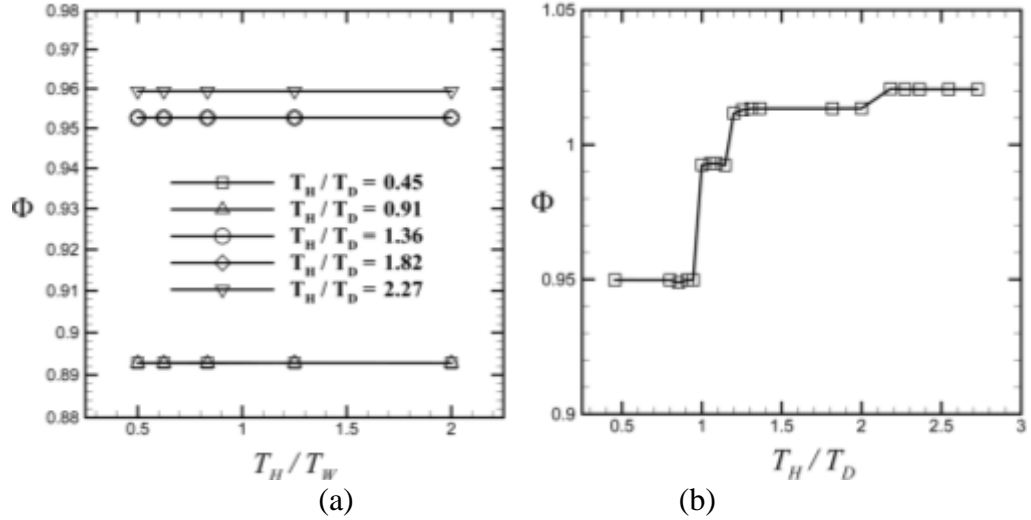 0.98
0.97
0.96
0.95
0.94
Φ
0.93
0.92
0.91
0.9
0.89
0.88
T_H / T_D = 0.45
T_H / T_D = 0.91
T_H / T_D = 1.36
T_H / T_D = 1.82
T_H / T_D = 2.27
0.5 1 1.5 2
T_H / T_W
(a)
1.05
1
Φ
0.95
0.9
0.5 1 1.5 2 2.5 3
T_H / T_D
(b)